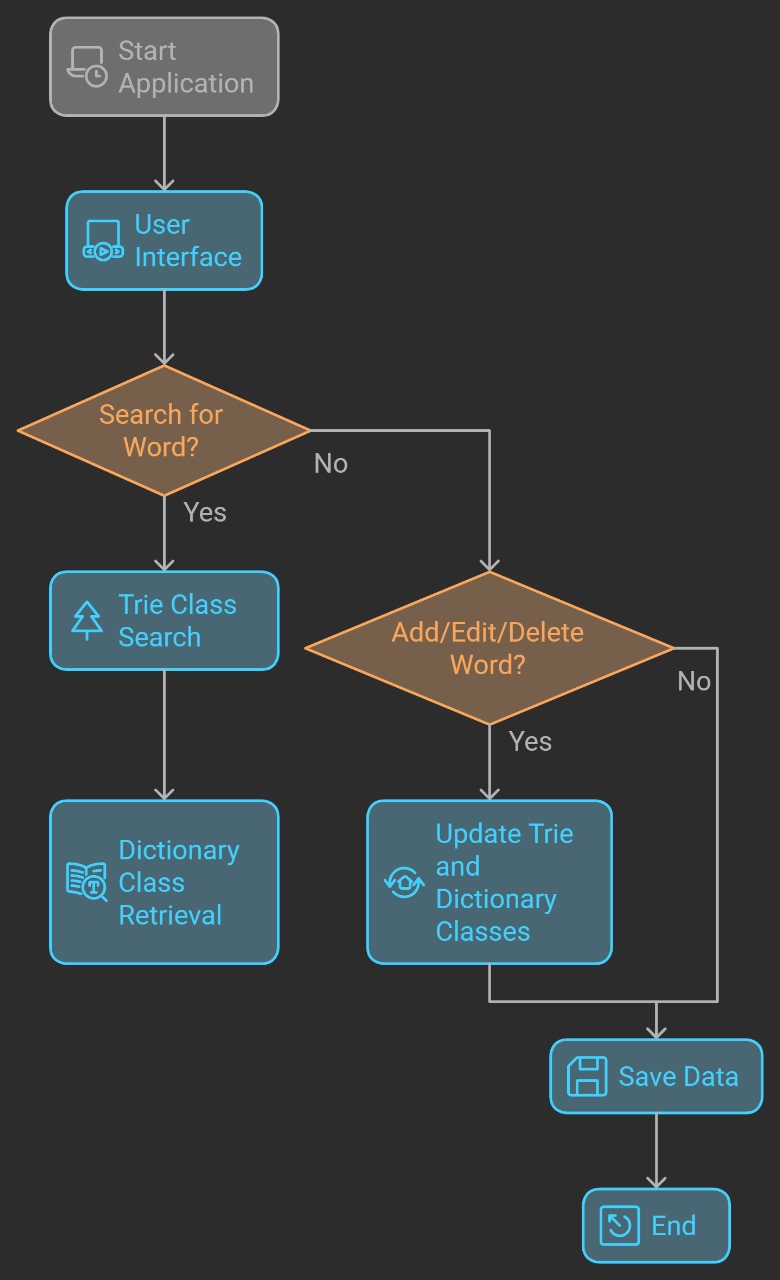 Start
Application
User
Interface
Search for
Word?
No
Yes
Trie Class
Search
Add/Edit/Delete
Word?
No
Yes
Dictionary
Class
Retrieval
Update Trie
and
Dictionary
Classes
Save Data
End